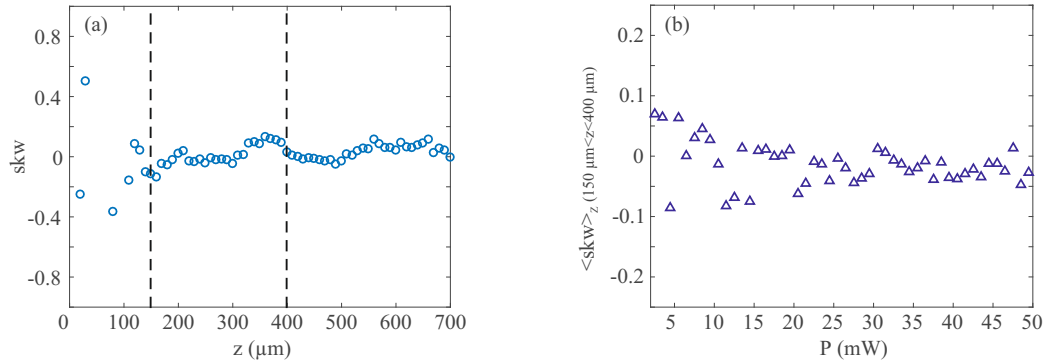 (a)
0.8
0.4
0
-0.4
-0.8
skw
0 100 200 300 400 500 600 700
z (μm)
(b)
0.2
0.1
0
-0.1
-0.2
<skw>z (150 μm<z<400 μm)
5 10 15 20 25 30 35 40 45 50
P (mW)